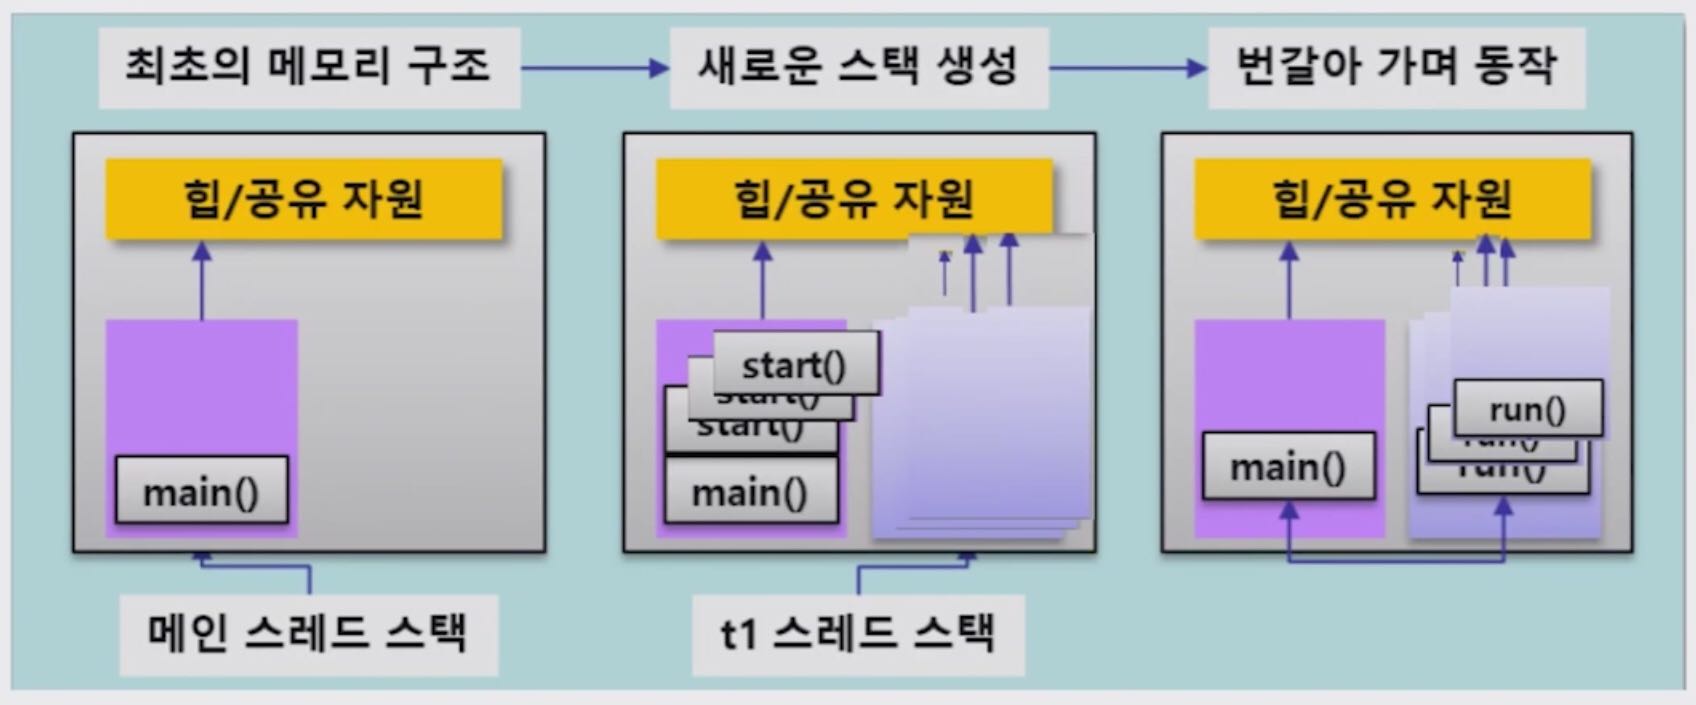 최초의 메모리 구조
새로운 스택 생성
번갈아 가며 동작
힙/공유 자원
main()
메인 스레드 스택
힙/공유 자원
start()
start()
start()
main()
t1 스레드 스택
힙/공유 자원
main()
run()
run()
run()